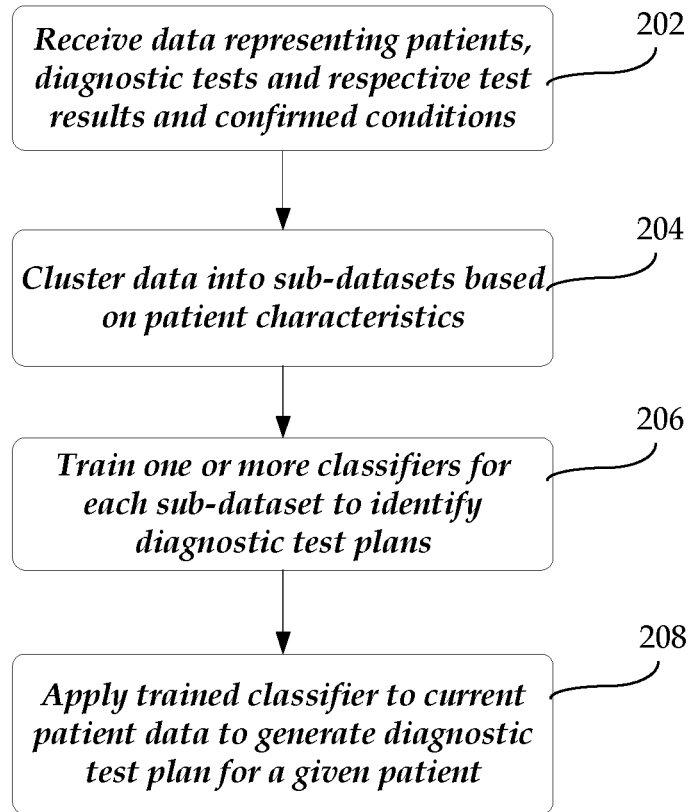 Receive data representing patients,
diagnostic tests and respective test
results and confirmed conditions
202
Cluster data into sub-datasets based
on patient characteristics
204
Train one or more classifiers for
each sub-dataset to identify
diagnostic test plans
206
Apply trained classifier to current
patient data to generate diagnostic
test plan for a given patient
208